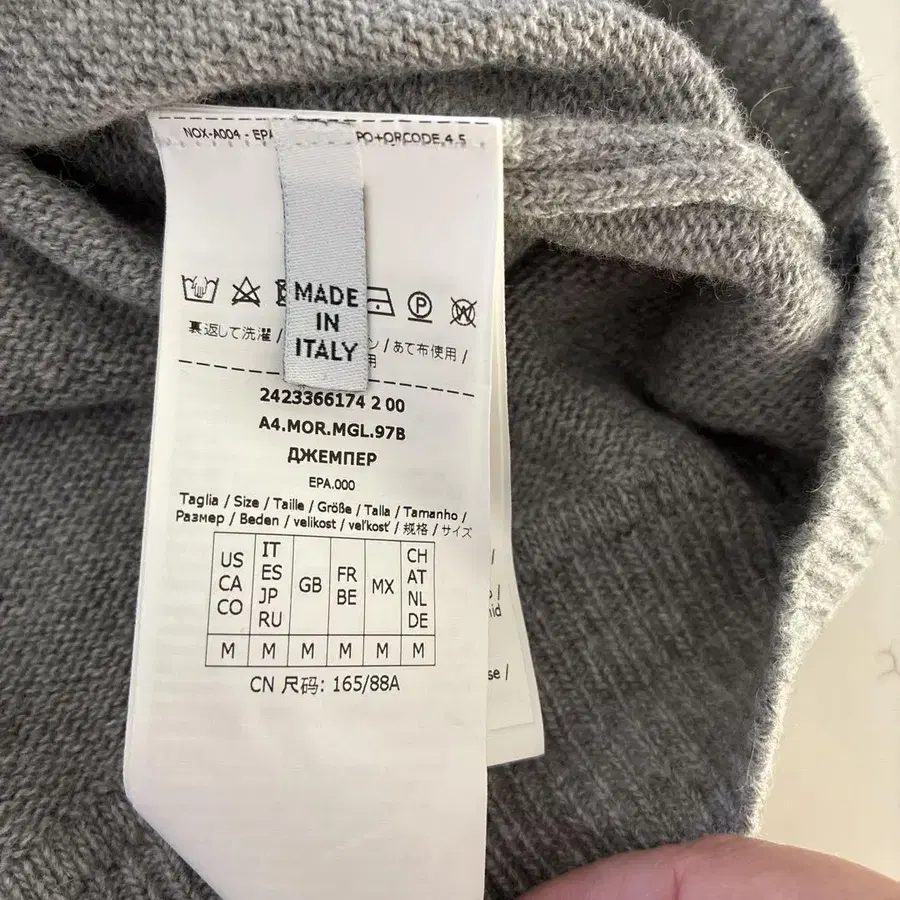 NOX-A004 - EPA PO+QRCODE 4.5
MADE
IN
ITALY
P W
裏返して洗濯 / ン / あて布使用 /
用
2423366174 2 00
A4.MOR.MGL.97B
ДЖЕМПЕР
EPA.000
Taglia / Size / Taille / Größe / Talla / Tamanho /
Размер / Beden / velikost / veľkosť / 规格 / サイズ
US CA CO IT ES JP RU GB FR BE MX CH AT NL DE
M M M M M M
CN 尺码: 165/88A